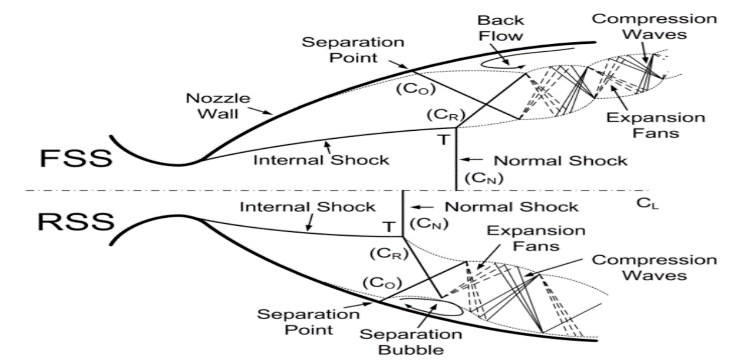 Back
Flow
Compression
Waves
Separation
Point
(C_O)
Nozzle
Wall
(C_R)
Expansion
Fans
T
FSS
Internal Shock
Normal Shock
(C_N)
C_L
RSS
Internal Shock
T
Normal Shock
(C_N)
(C_R)
Expansion
Fans
Compression
Waves
(C_O)
Separation
Point
Separation
Bubble